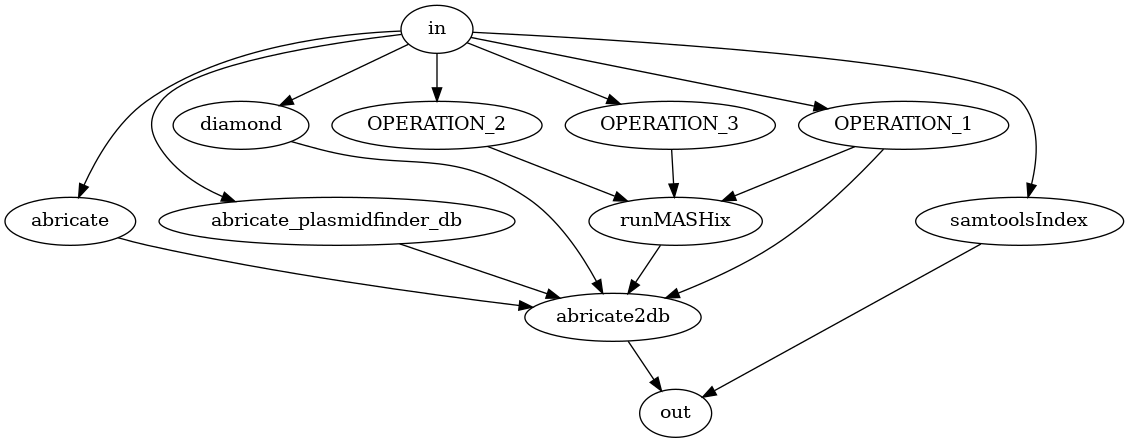 in
diamond
OPERATION_2
OPERATION_3
OPERATION_1
abricate
abricate_plasmidfinder_db
runMASHix
samtoolsIndex
abricate2db
out